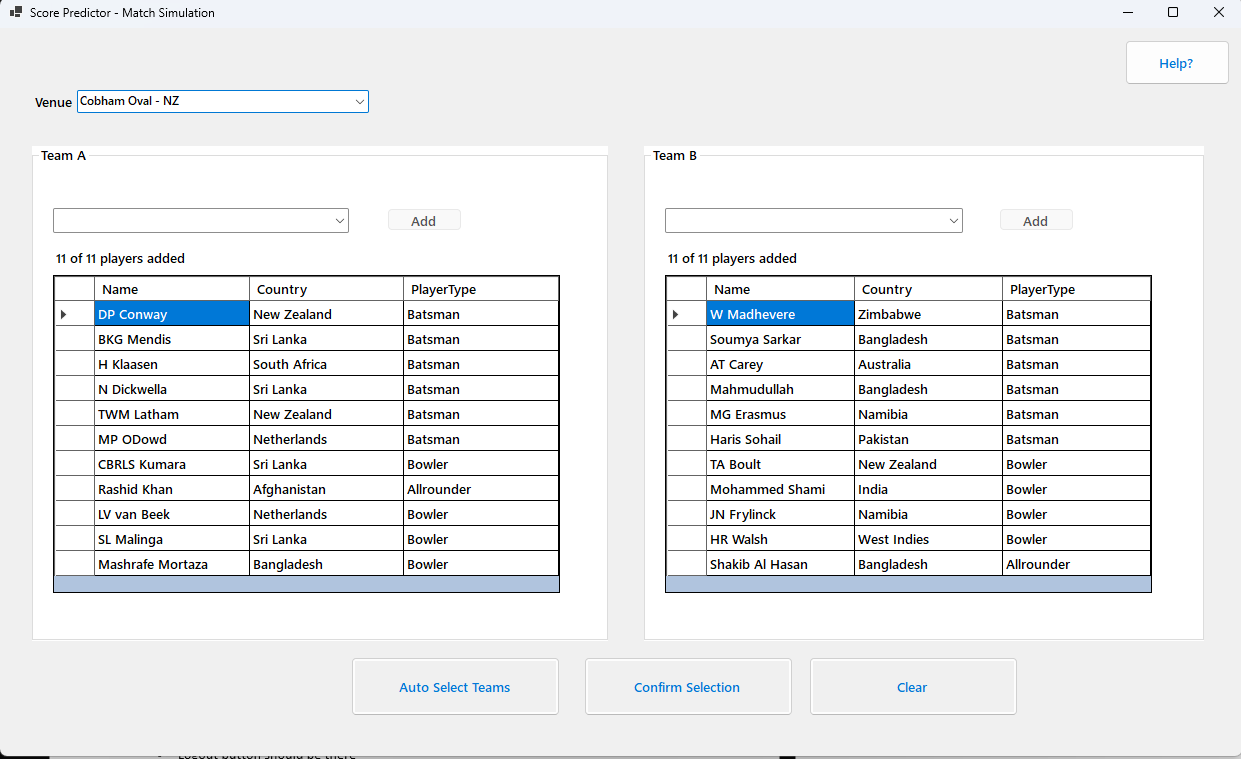 Score Predictor - Match Simulation
Help?
Venue Cobham Oval - NZ
Team A
Add
11 of 11 players added
Name Country PlayerType
DP Conway New Zealand Batsman
BKG Mendis Sri Lanka Batsman
H Klaasen South Africa Batsman
N Dickwella Sri Lanka Batsman
TWM Latham New Zealand Batsman
MP ODowd Netherlands Batsman
CBRLS Kumara Sri Lanka Bowler
Rashid Khan Afghanistan Allrounder
LV van Beek Netherlands Bowler
SL Malinga Sri Lanka Bowler
Mashrafe Mortaza Bangladesh Bowler
Team B
Add
11 of 11 players added
Name Country PlayerType
W Madhevere Zimbabwe Batsman
Soumya Sarkar Bangladesh Batsman
AT Carey Australia Batsman
Mahmudullah Bangladesh Batsman
MG Erasmus Namibia Batsman
Haris Sohail Pakistan Batsman
TA Boult New Zealand Bowler
Mohammed Shami India Bowler
JN Frylinck Namibia Bowler
HR Walsh West Indies Bowler
Shakib Al Hasan Bangladesh Allrounder
Auto Select Teams
Confirm Selection
Clear
Logout button should be there